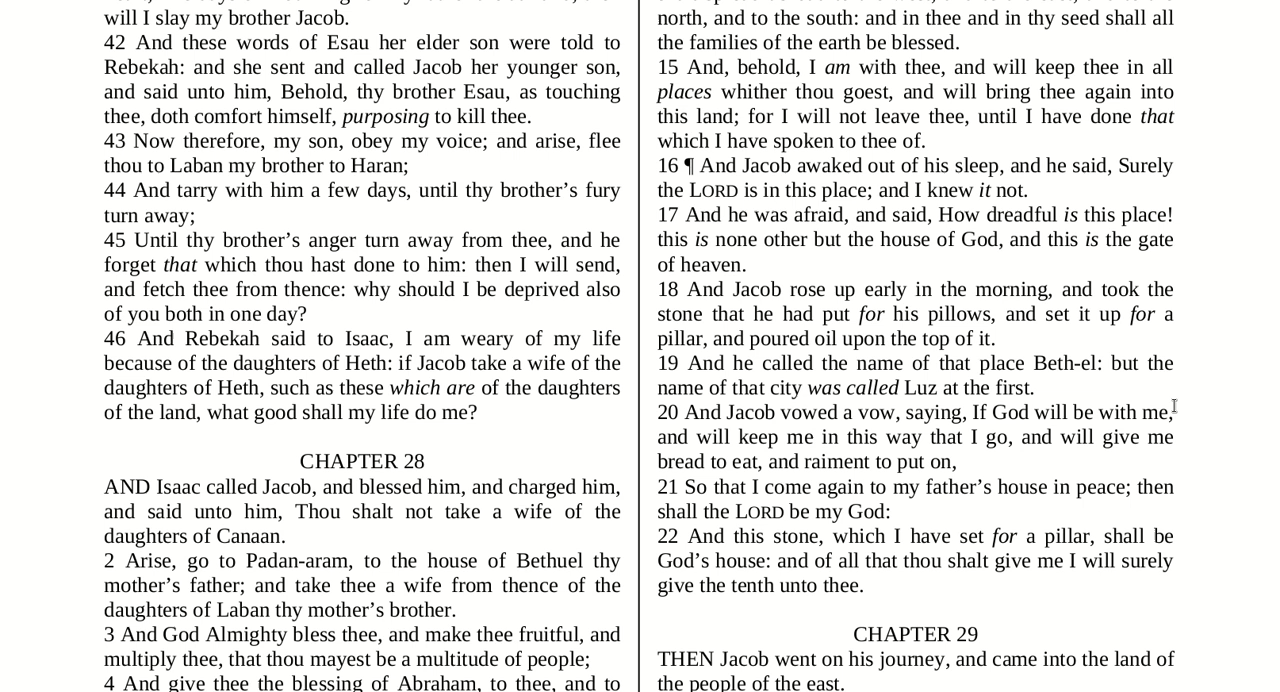 will I slay my brother Jacob.
42 And these words of Esau her elder son were told to
Rebekah: and she sent and called Jacob her younger son,
and said unto him, Behold, thy brother Esau, as touching
thee, doth comfort himself, purposing to kill thee.
43 Now therefore, my son, obey my voice; and arise, flee
thou to Laban my brother to Haran;
44 And tarry with him a few days, until thy brother’s fury
turn away;
45 Until thy brother’s anger turn away from thee, and he
forget that which thou hast done to him: then I will send,
and fetch thee from thence: why should I be deprived also
of you both in one day?
46 And Rebekah said to Isaac, I am weary of my life
because of the daughters of Heth: if Jacob take a wife of the
daughters of Heth, such as these which are of the daughters
of the land, what good shall my life do me?
CHAPTER 28
AND Isaac called Jacob, and blessed him, and charged him,
and said unto him, Thou shalt not take a wife of the
daughters of Canaan.
2 Arise, go to Padan-aram, to the house of Bethuel thy
mother’s father; and take thee a wife from thence of the
daughters of Laban thy mother’s brother.
3 And God Almighty bless thee, and make thee fruitful, and
multiply thee, that thou mayest be a multitude of people;
4 And give thee the blessing of Abraham, to thee, and to
north, and to the south: and in thee and in thy seed shall all
the families of the earth be blessed.
15 And, behold, I am with thee, and will keep thee in all
places whither thou goest, and will bring thee again into
this land; for I will not leave thee, until I have done that
which I have spoken to thee of.
16 ¶ And Jacob awaked out of his sleep, and he said, Surely
the LORD is in this place; and I knew it not.
17 And he was afraid, and said, How dreadful is this place!
this is none other but the house of God, and this is the gate
of heaven.
18 And Jacob rose up early in the morning, and took the
stone that he had put for his pillows, and set it up for a
pillar, and poured oil upon the top of it.
19 And he called the name of that place Beth-el: but the
name of that city was called Luz at the first.
20 And Jacob vowed a vow, saying, If God will be with me,
and will keep me in this way that I go, and will give me
bread to eat, and raiment to put on,
21 So that I come again to my father’s house in peace; then
shall the LORD be my God:
22 And this stone, which I have set for a pillar, shall be
God’s house: and of all that thou shalt give me I will surely
give the tenth unto thee.
CHAPTER 29
THEN Jacob went on his journey, and came into the land of
the people of the east.